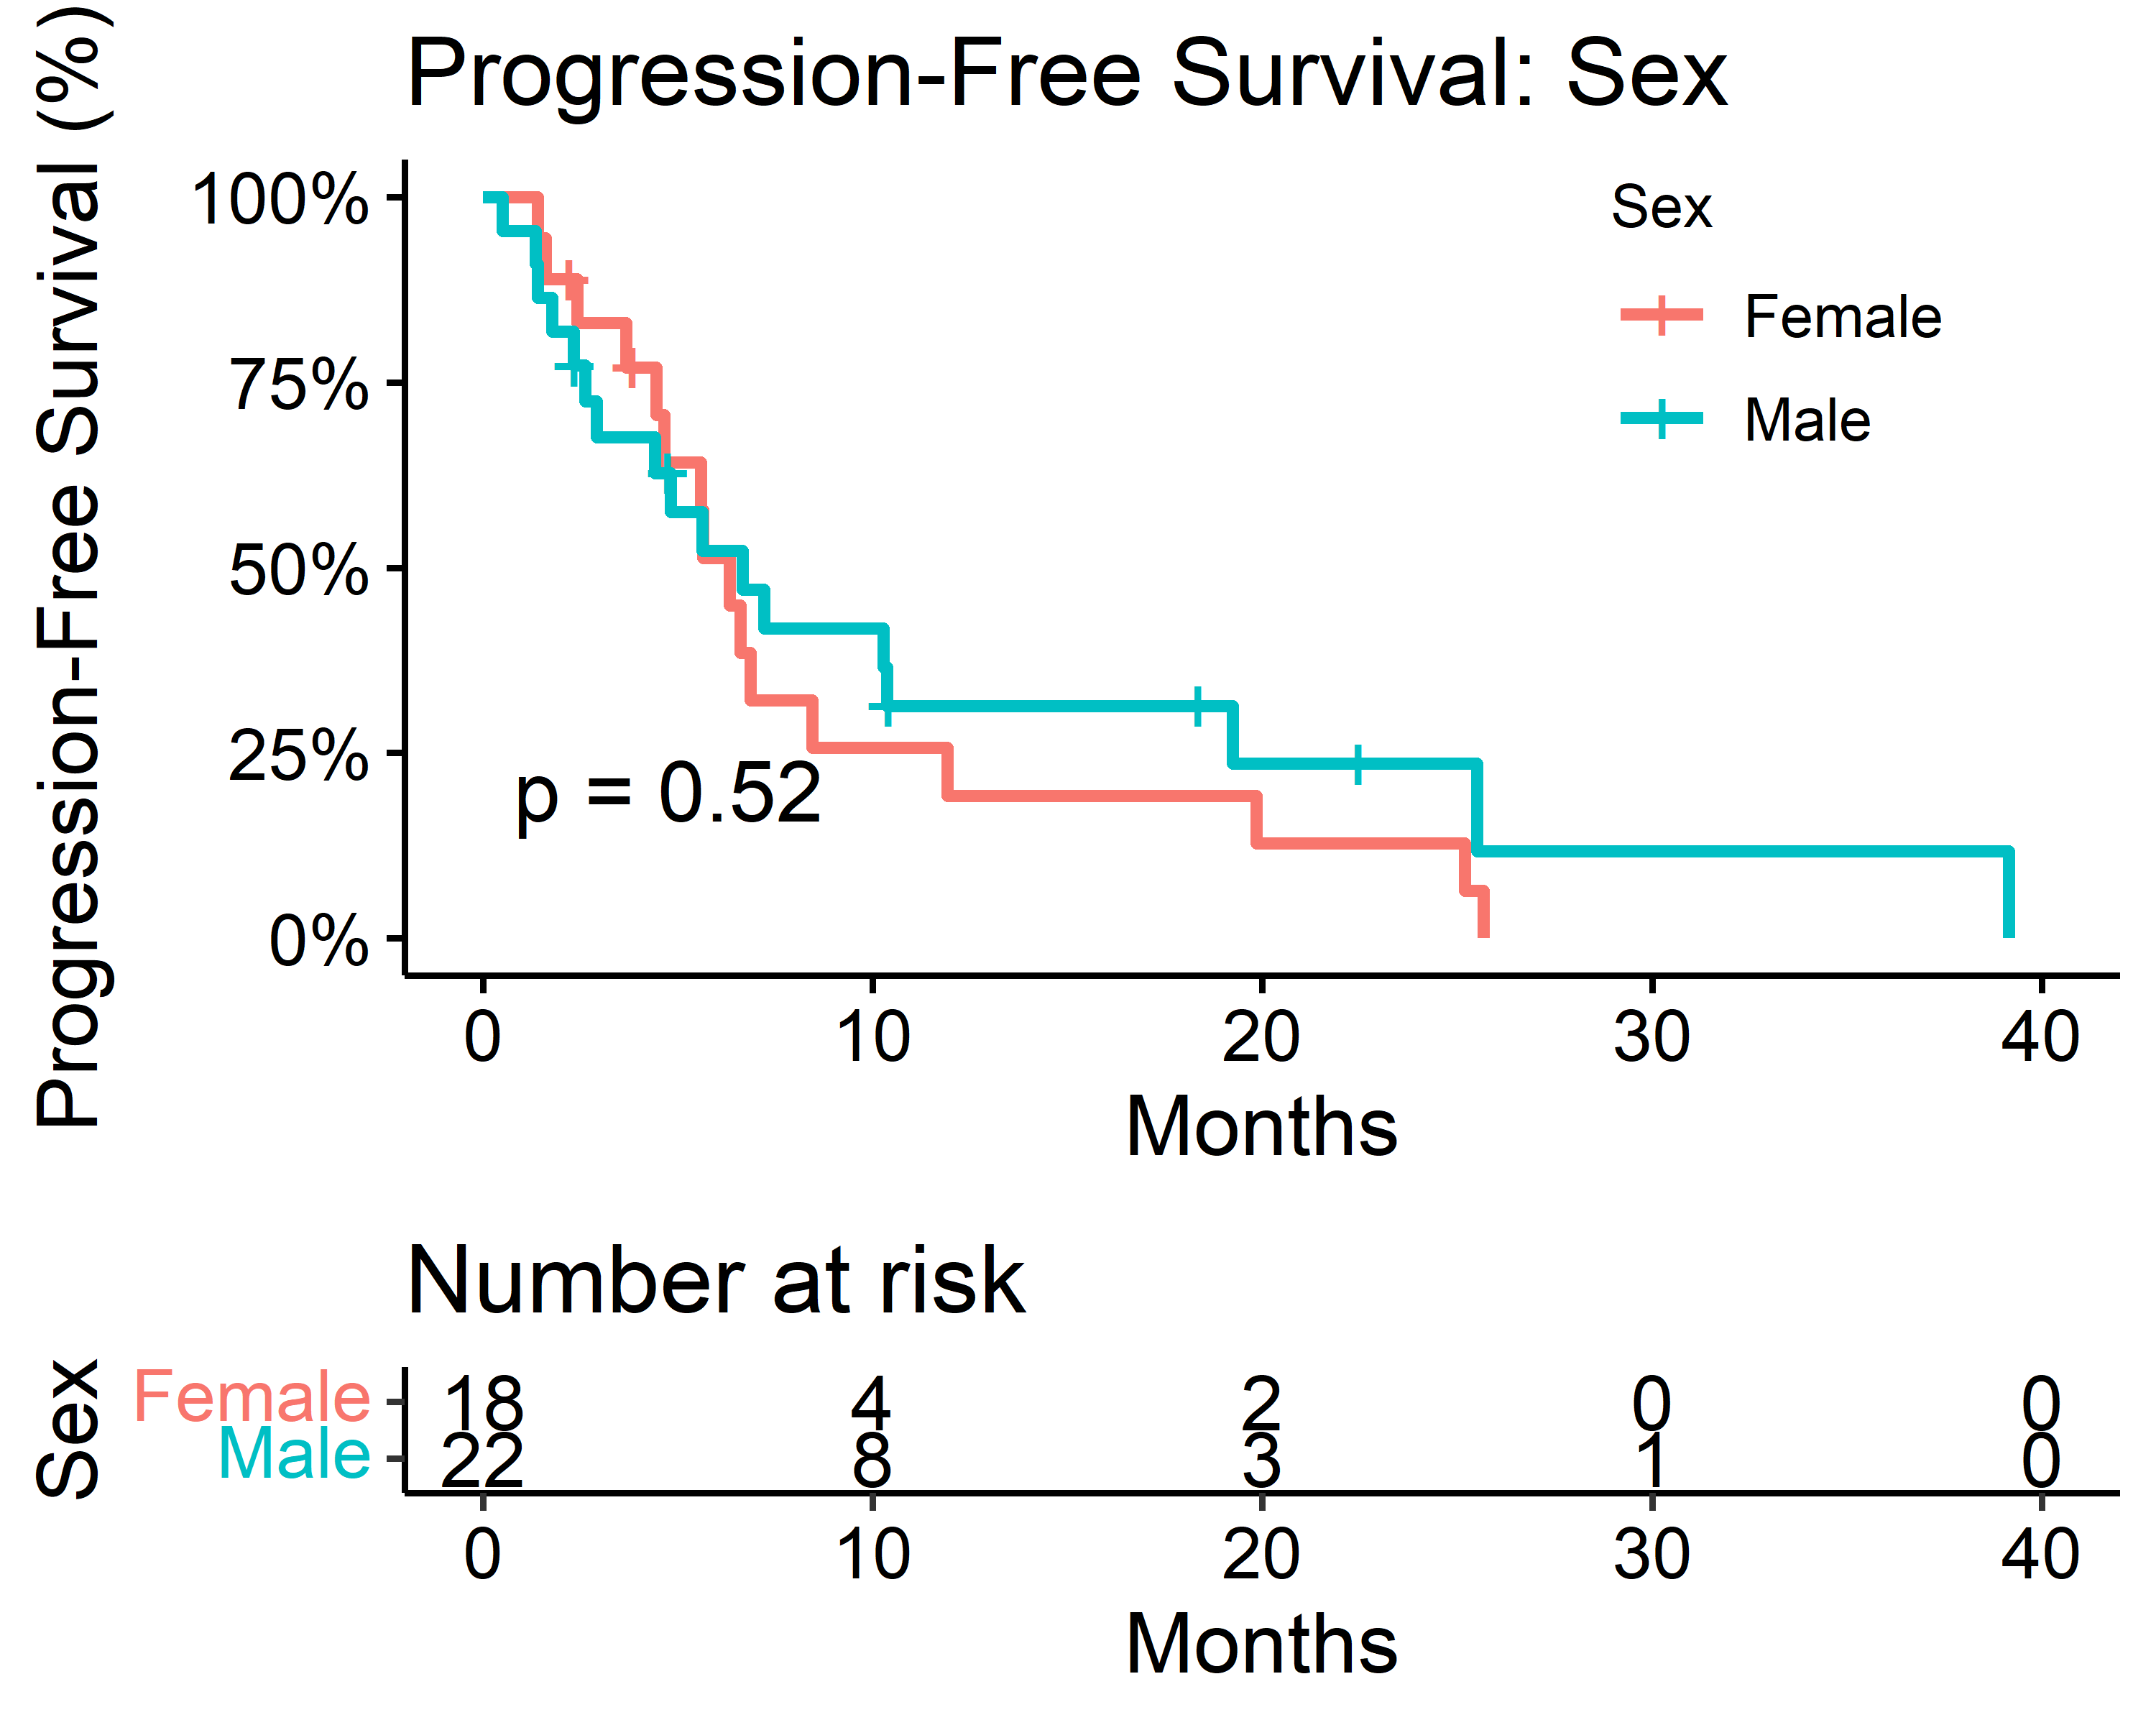 Progression-Free Survival: Sex
Progression-Free Survival (%)
100%
75%
50%
25%
0%
Sex
Female
Male
p = 0.52
0 10 20 30 40
Months
Number at risk
Sex
Female 18 4 2 0 0
Male 22 8 3 1 0
0 10 20 30 40
Months